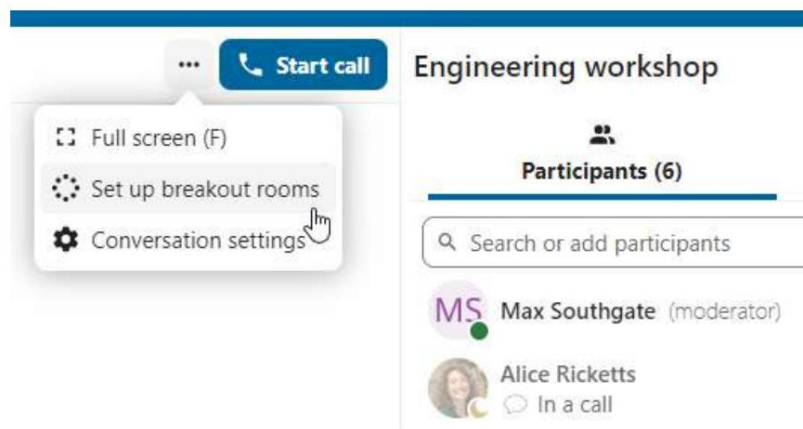 Start call
Full screen (F)
Set up breakout rooms
Conversation settings
Engineering workshop
Participants (6)
Search or add participants
MS Max Southgate (moderator)
Alice Ricketts
In a call